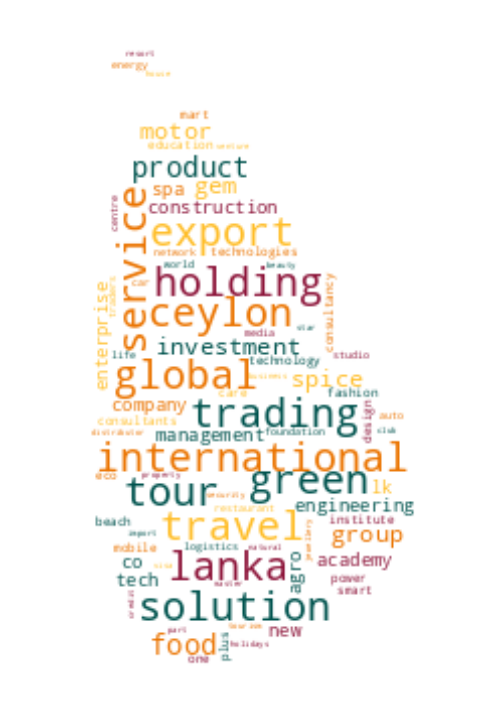 resort
energy
house
mart
motor
education venture
product
spa gem
centre
construction
service
export
network technologies
world beauty
car holding
traders
enterprise
consultancy
ceylon
star
media
investment
life technology studio
global business spice
care fashion
company trading
design
auto
consultants
distributor management foundation club
international
eco property
tour green lk
security
restaurant engineering
beach travel institute
import
jewellery
group
mobile logistics natural
co visa lanka agro academy
tech easter power
smart
credit
solution
part tourism new
food plus holidays
one